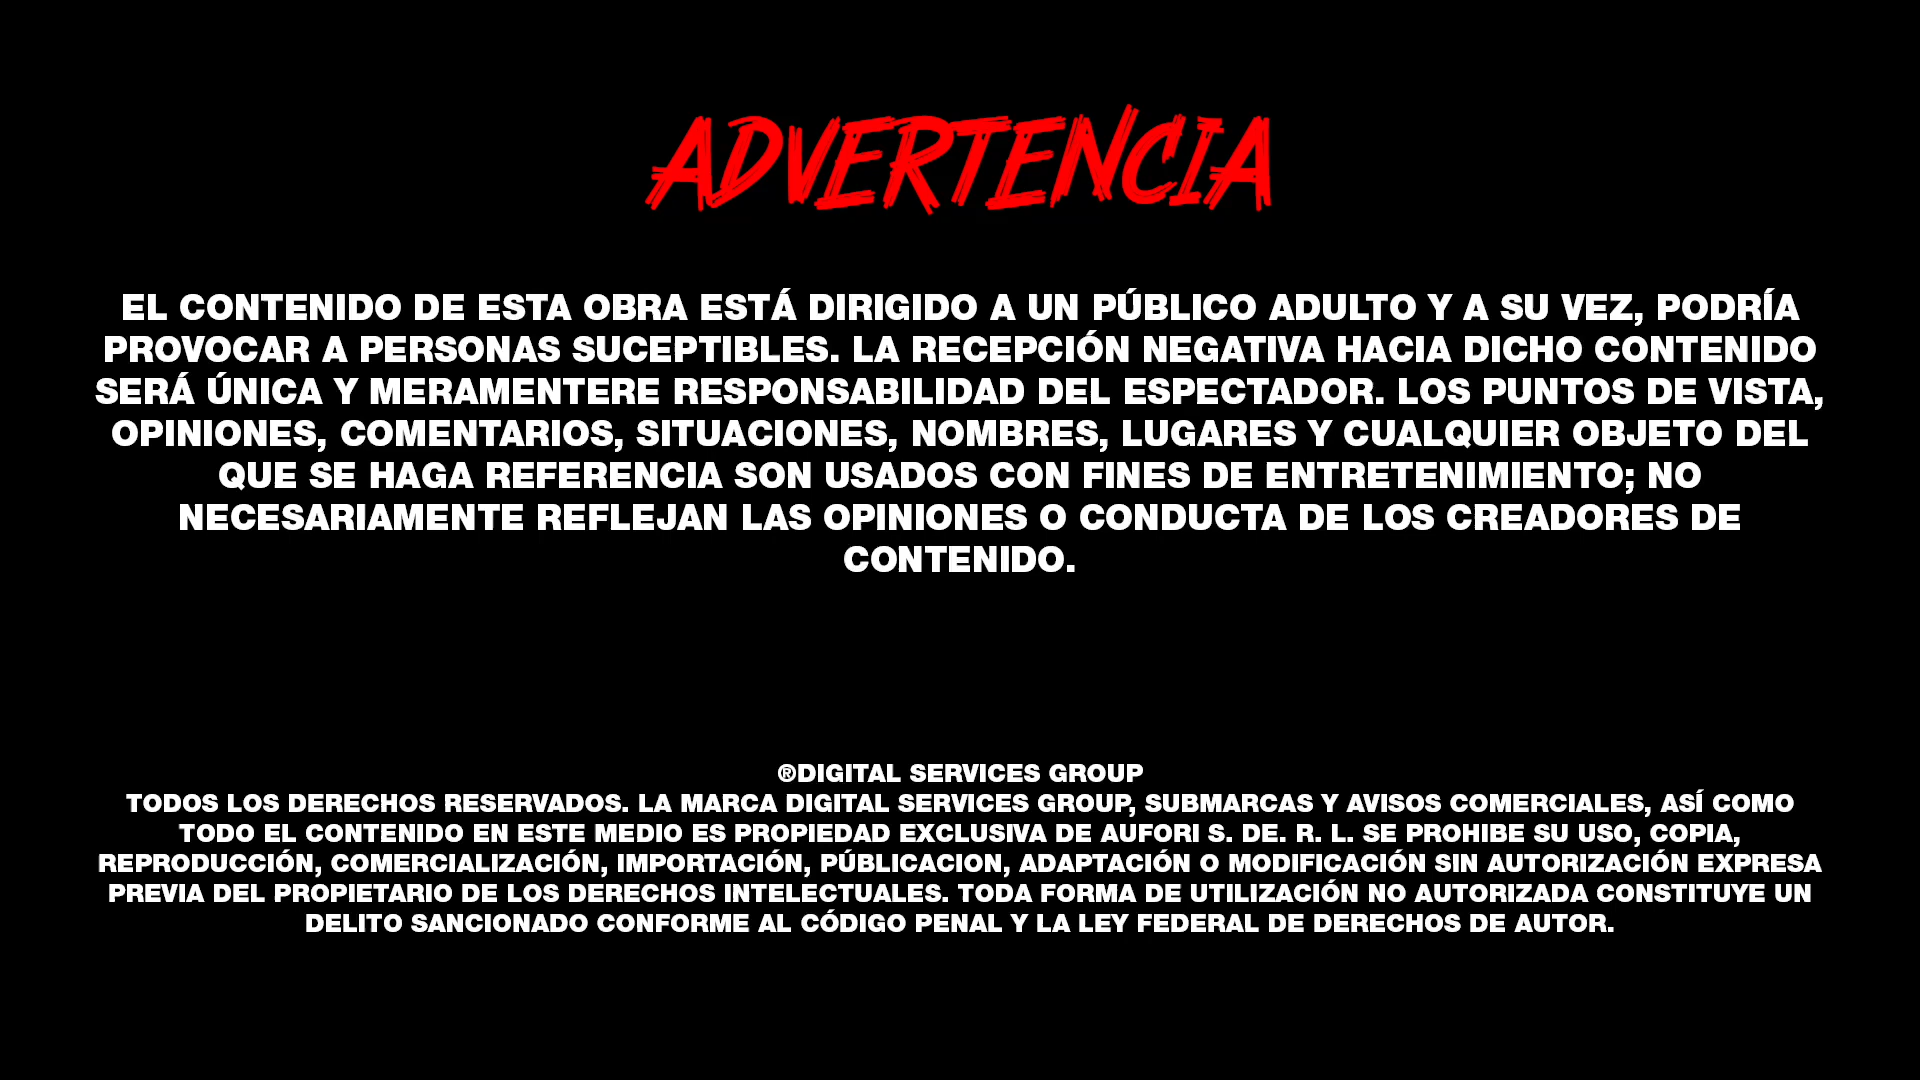 ADVERTENCIA
EL CONTENIDO DE ESTA OBRA ESTÁ DIRIGIDO A UN PÚBLICO ADULTO Y A SU VEZ, PODRÍA
PROVOCAR A PERSONAS SUCEPTIBLES. LA RECEPCIÓN NEGATIVA HACIA DICHO CONTENIDO
SERÁ ÚNICA Y MERAMENTERE RESPONSABILIDAD DEL ESPECTADOR. LOS PUNTOS DE VISTA,
OPINIONES, COMENTARIOS, SITUACIONES, NOMBRES, LUGARES Y CUALQUIER OBJETO DEL
QUE SE HAGA REFERENCIA SON USADOS CON FINES DE ENTRETENIMIENTO; NO
NECESARIAMENTE REFLEJAN LAS OPINIONES O CONDUCTA DE LOS CREADORES DE
CONTENIDO.
®DIGITAL SERVICES GROUP
TODOS LOS DERECHOS RESERVADOS. LA MARCA DIGITAL SERVICES GROUP, SUBMARCAS Y AVISOS COMERCIALES, ASÍ COMO
TODO EL CONTENIDO EN ESTE MEDIO ES PROPIEDAD EXCLUSIVA DE AUFORI S. DE. R. L. SE PROHIBE SU USO, COPIA,
REPRODUCCIÓN, COMERCIALIZACIÓN, IMPORTACIÓN, PÚBLICACION, ADAPTACIÓN O MODIFICACIÓN SIN AUTORIZACIÓN EXPRESA
PREVIA DEL PROPIETARIO DE LOS DERECHOS INTELECTUALES. TODA FORMA DE UTILIZACIÓN NO AUTORIZADA CONSTITUYE UN
DELITO SANCIONADO CONFORME AL CÓDIGO PENAL Y LA LEY FEDERAL DE DERECHOS DE AUTOR.